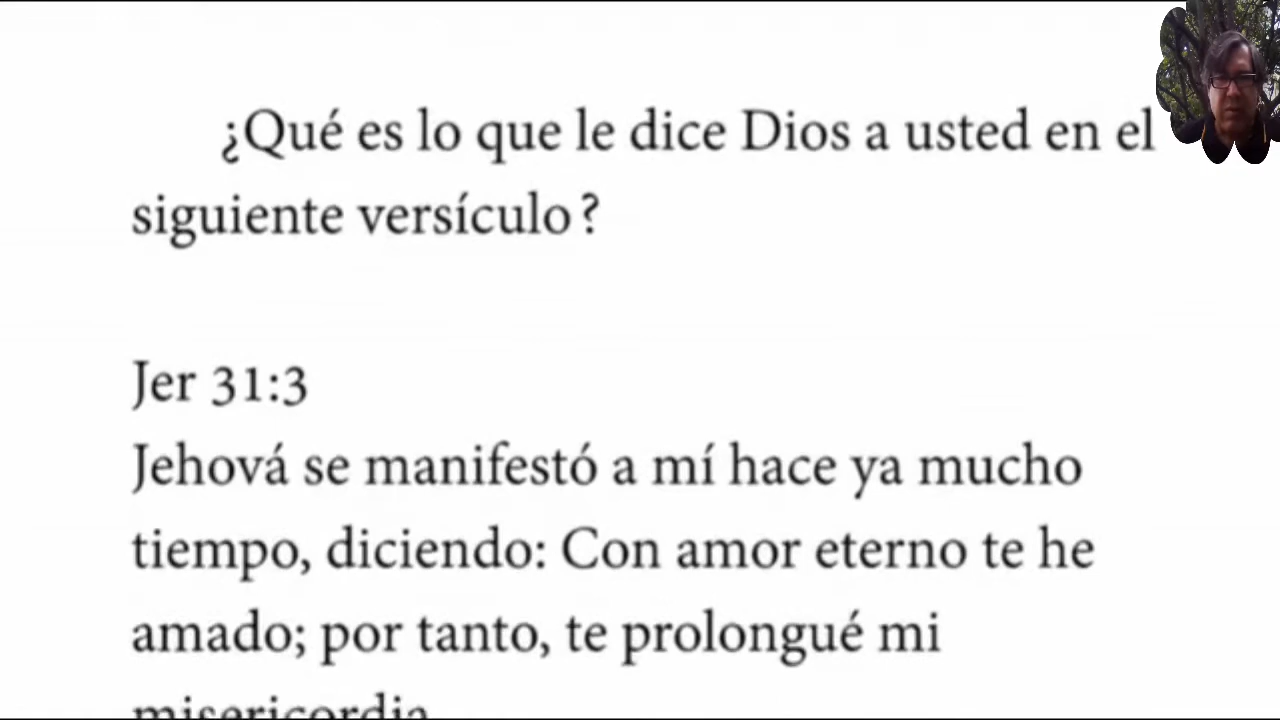 ¿Qué es lo que le dice Dios a usted en el
siguiente versículo?
Jer 31:3
Jehová se manifestó a mí hace ya mucho
tiempo, diciendo: Con amor eterno te he
amado; por tanto, te prolongué mi
misericordia